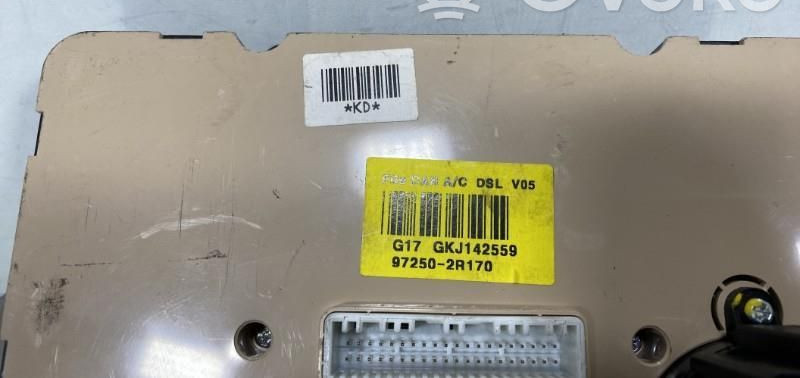 *KD*
A/C DSL V05
G17 GKJ142559
97250-2R170